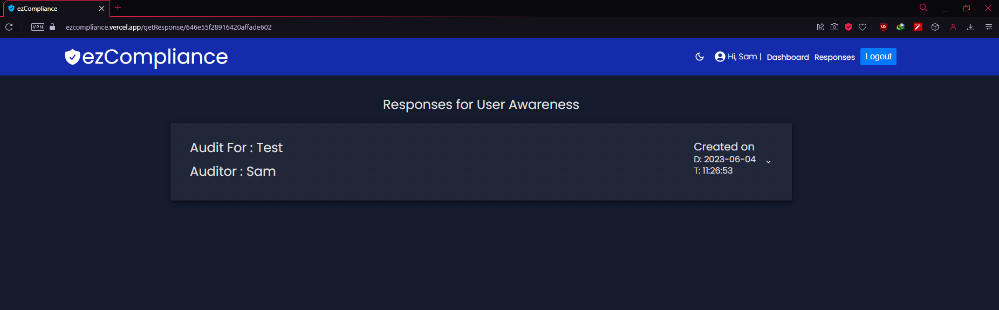 ezCompliance
VPN
ezcompliance.vercel.app/getResponse/646e55f28916420affade602
ezCompliance
Hi, Sam | Dashboard Responses Logout
Responses for User Awareness
Audit For : Test
Auditor : Sam
Created on
D: 2023-06-04
T: 11:26:53